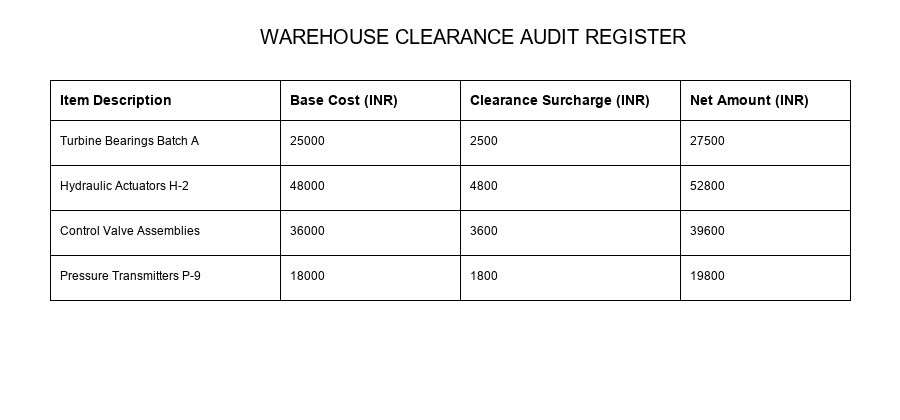 WAREHOUSE CLEARANCE AUDIT REGISTER
Item Description Base Cost (INR) Clearance Surcharge (INR) Net Amount (INR)
Turbine Bearings Batch A 25000 2500 27500
Hydraulic Actuators H-2 48000 4800 52800
Control Valve Assemblies 36000 3600 39600
Pressure Transmitters P-9 18000 1800 19800